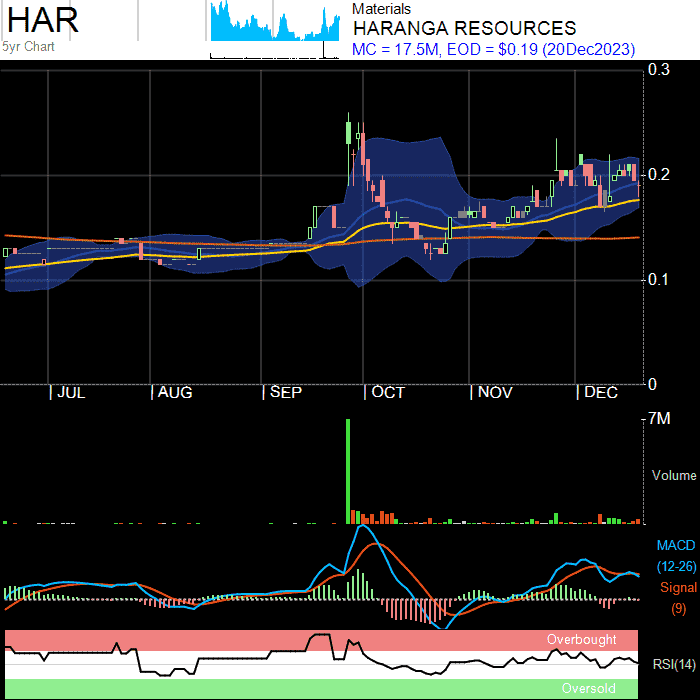 HAR
5yr Chart
Materials
HARANGA RESOURCES
MC = 17.5M, EOD = $0.19 (20Dec2023)
0.3
0.2
0.1
0
| JUL | AUG | SEP | OCT | NOV | DEC
7M
Volume
MACD
(12-26)
Signal
(9)
Overbought
RSI(14)
Oversold